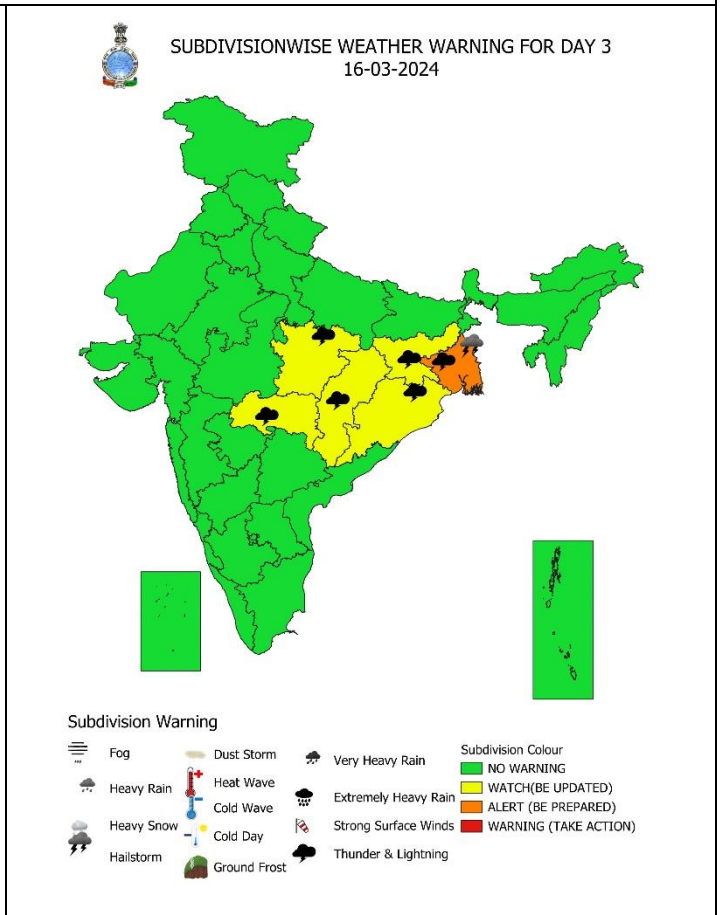 SUBDIVISIONWISE WEATHER WARNING FOR DAY 3
16-03-2024
Subdivision Warning
Fog
Heavy Rain
Heavy Snow
Hailstorm
Dust Storm
Heat Wave
Cold Wave
Cold Day
Ground Frost
Very Heavy Rain
Extremely Heavy Rain
Strong Surface Winds
Thunder & Lightning
Subdivision Colour
NO WARNING
WATCH(BE UPDATED)
ALERT (BE PREPARED)
WARNING (TAKE ACTION)